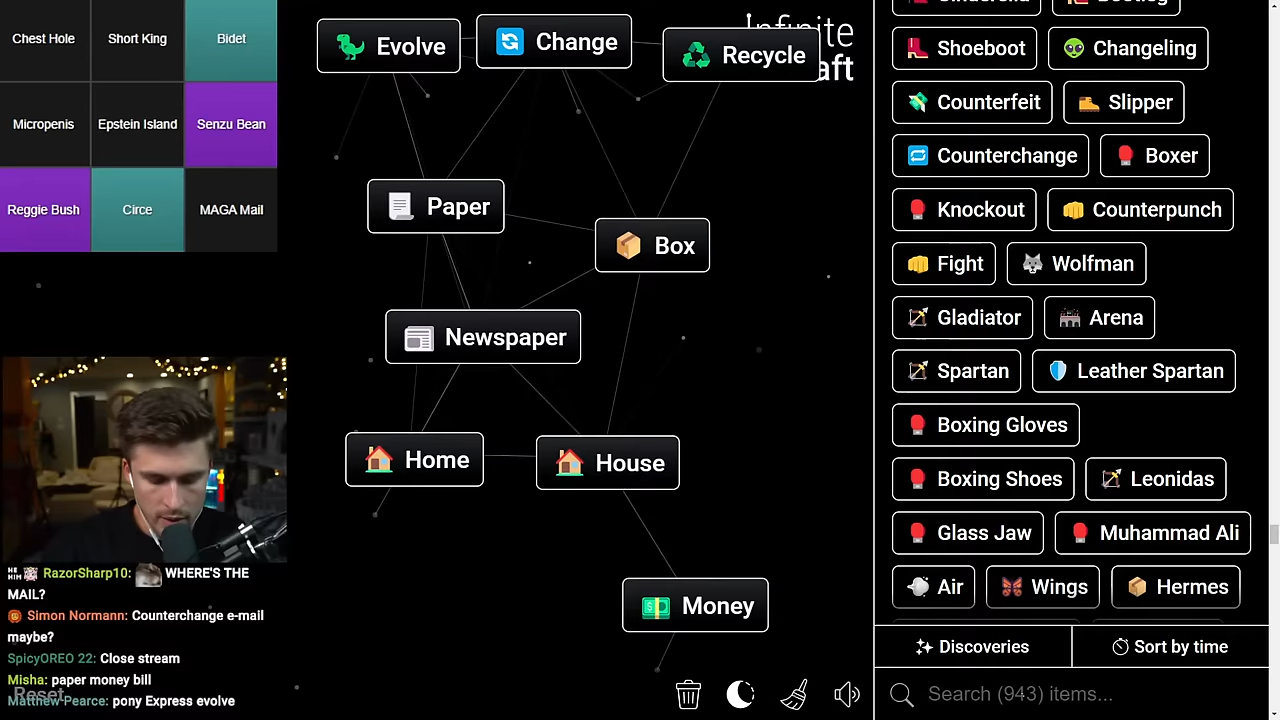 Chest Hole
Short King
Bidet
Micropenis
Epstein Island
Senzu Bean
Reggie Bush
Circe
MAGA Mail
Evolve
Change
Recycle
Infinite
Paper
Box
Newspaper
Home
House
Money
RazorSharp10: WHERE'S THE
MAIL?
Simon Normann: Counterchange e-mail
maybe?
SpicyOREO 22: Close stream
Misha: paper money bill
Matthew Pearce: pony Express evolve
Reset
Cinderella
Bootleg
Shoeboot
Changeling
Counterfeit
Slipper
Counterchange
Boxer
Knockout
Counterpunch
Fight
Wolfman
Gladiator
Arena
Spartan
Leather Spartan
Boxing Gloves
Boxing Shoes
Leonidas
Glass Jaw
Muhammad Ali
Air
Wings
Hermes
Discoveries
Sort by time
Search (943) items...